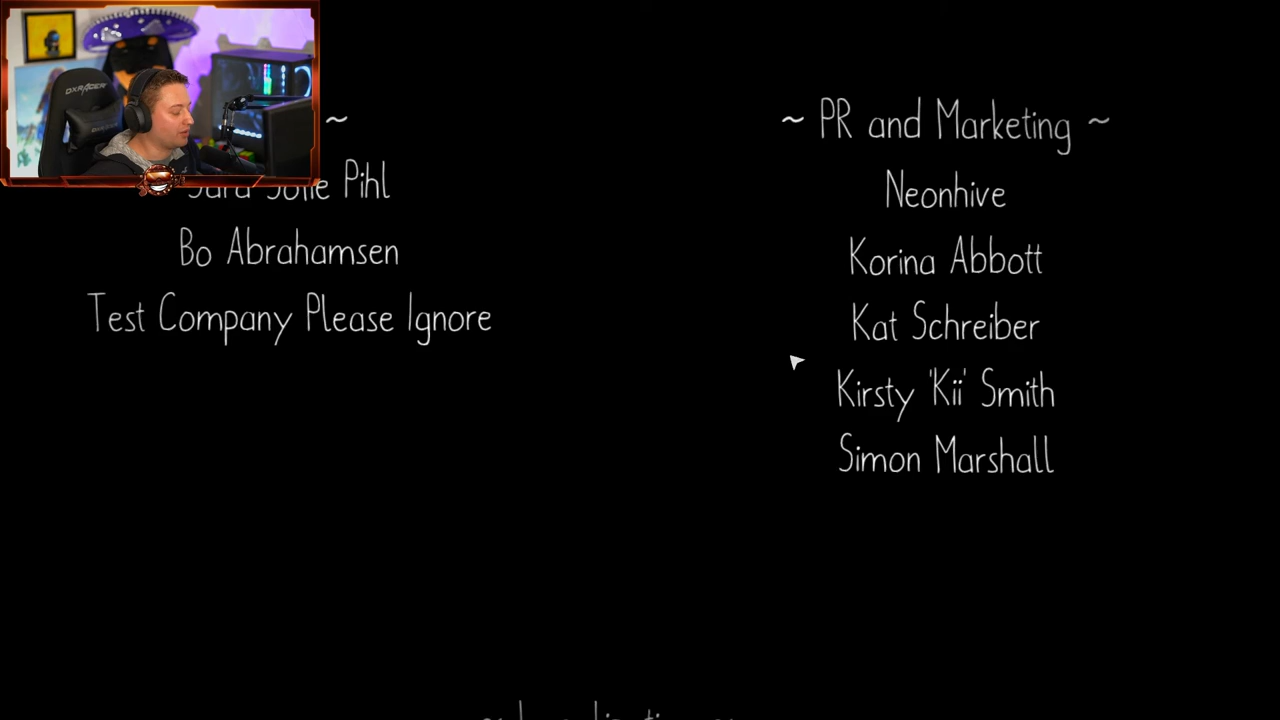 ~
Pihl
Bo Abrahamsen
Test Company Please Ignore
~ PR and Marketing ~
Neonhive
Korina Abbott
Kat Schreiber
Kirsty 'Kii' Smith
Simon Marshall
DXRACER